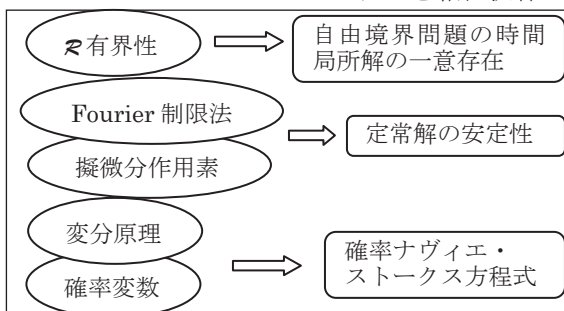 𝓡有界性
自由境界問題の時間
局所解の一意存在
Fourier 制限法
擬微分作用素
定常解の安定性
変分原理
確率変数
確率ナヴィエ・
ストークス方程式